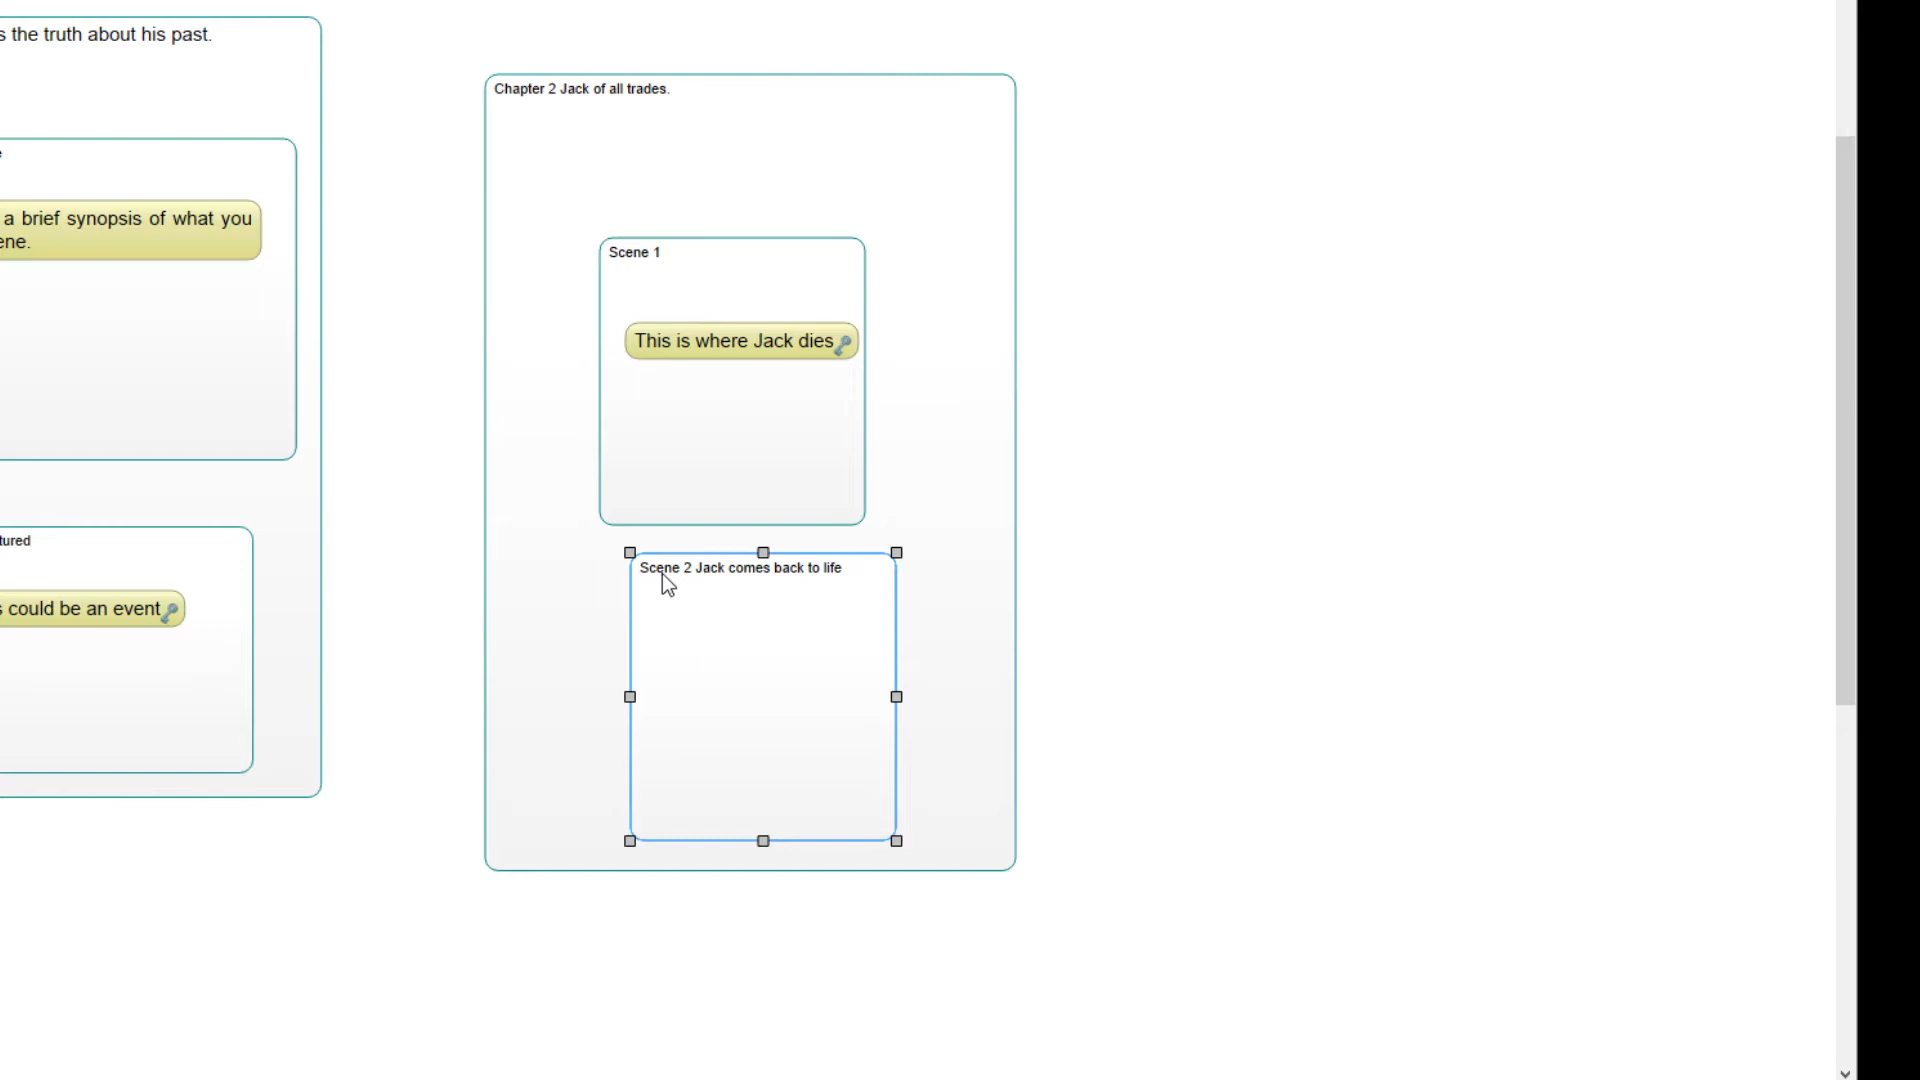 s the truth about his past.
a brief synopsis of what you
ene.
tured
s could be an event
Chapter 2 Jack of all trades.
Scene 1
This is where Jack dies
Scene 2 Jack comes back to life